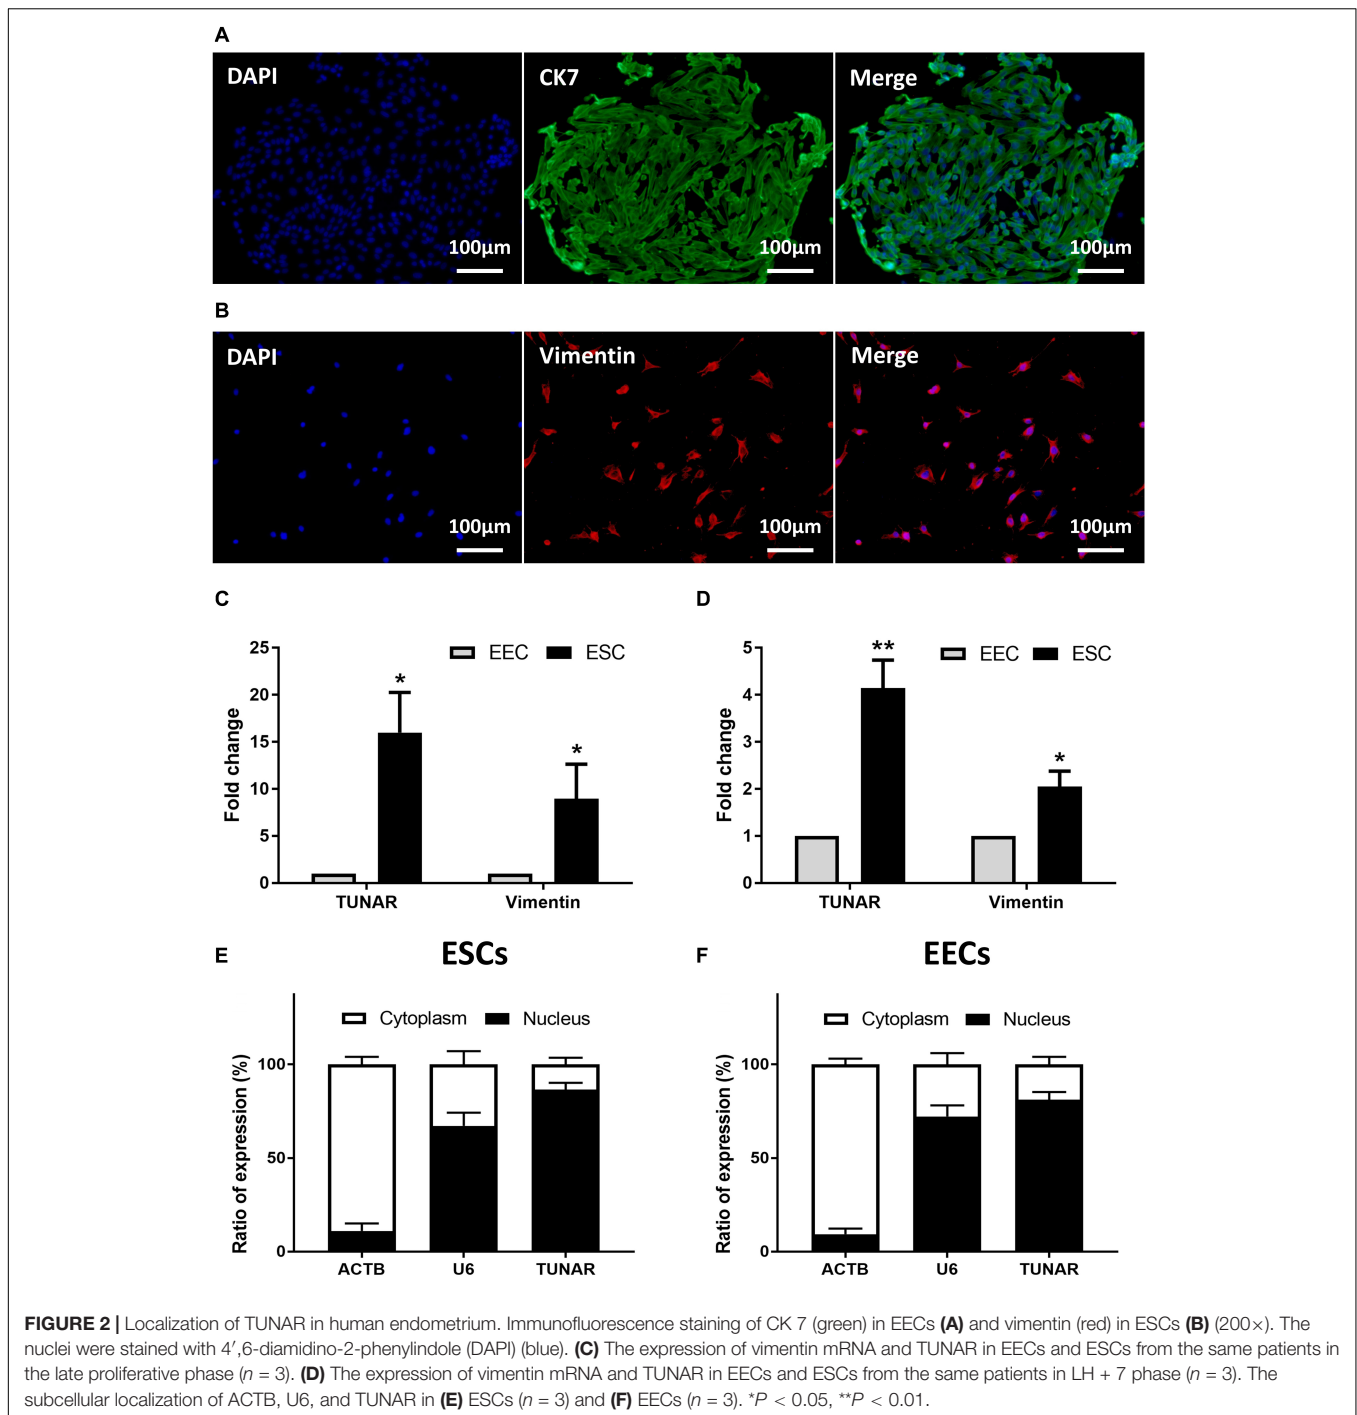 A
DAPI
CK7
Merge
100µm
100µm
100µm
B
DAPI
Vimentin
Merge
100µm
100µm
100µm
C
25
20
15
10
5
0
Fold change
EEC
ESC
*
*
TUNAR
Vimentin
D
5
4
3
2
1
0
Fold change
EEC
ESC
**
*
TUNAR
Vimentin
E
ESCs
Cytoplasm
Nucleus
100
50
0
Ratio of expression (%)
ACTB
U6
TUNAR
F
EECs
Cytoplasm
Nucleus
100
50
0
Ratio of expression (%)
ACTB
U6
TUNAR
FIGURE 2 | Localization of TUNAR in human endometrium. Immunofluorescence staining of CK 7 (green) in EECs (A) and vimentin (red) in ESCs (B) (200×). The
nuclei were stained with 4′,6-diamidino-2-phenylindole (DAPI) (blue). (C) The expression of vimentin mRNA and TUNAR in EECs and ESCs from the same patients in
the late proliferative phase (n = 3). (D) The expression of vimentin mRNA and TUNAR in EECs and ESCs from the same patients in LH + 7 phase (n = 3). The
subcellular localization of ACTB, U6, and TUNAR in (E) ESCs (n = 3) and (F) EECs (n = 3). *P < 0.05, **P < 0.01.